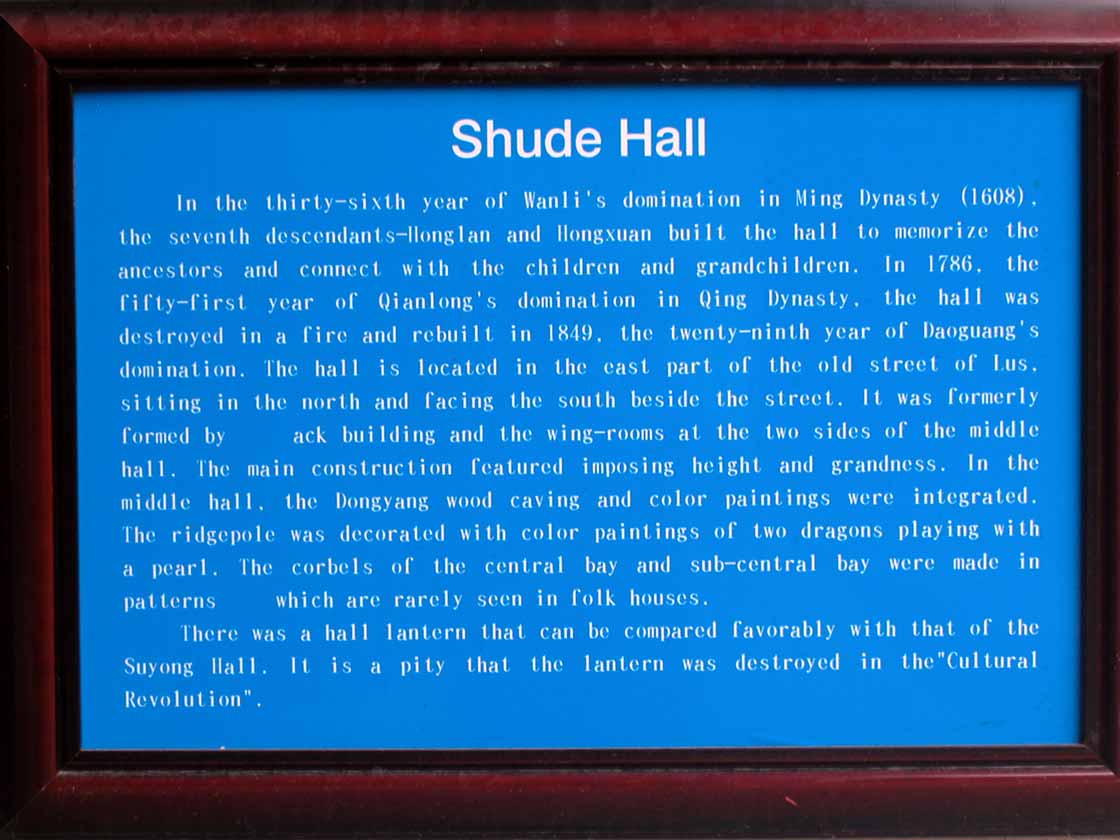 Shude Hall
In the thirty-sixth year of Wanli's domination in Ming Dynasty (1608),
the seventh descendants-Honglan and Hongxuan built the hall to memorize the
ancestors and connect with the children and grandchildren. In 1786, the
fifty-first year of Qianlong's domination in Qing Dynasty, the hall was
destroyed in a fire and rebuilt in 1849, the twenty-ninth year of Daoguang's
domination. The hall is located in the east part of the old street of Lus,
sitting in the north and facing the south beside the street. It was formerly
formed by ack building and the wing-rooms at the two sides of the middle
hall. The main construction featured imposing height and grandness. In the
middle hall, the Dongyang wood caving and color paintings were integrated.
The ridgepole was decorated with color paintings of two dragons playing with
a pearl. The corbels of the central bay and sub-central bay were made in
patterns which are rarely seen in folk houses.
There was a hall lantern that can be compared favorably with that of the
Suyong Hall. It is a pity that the lantern was destroyed in the"Cultural
Revolution".